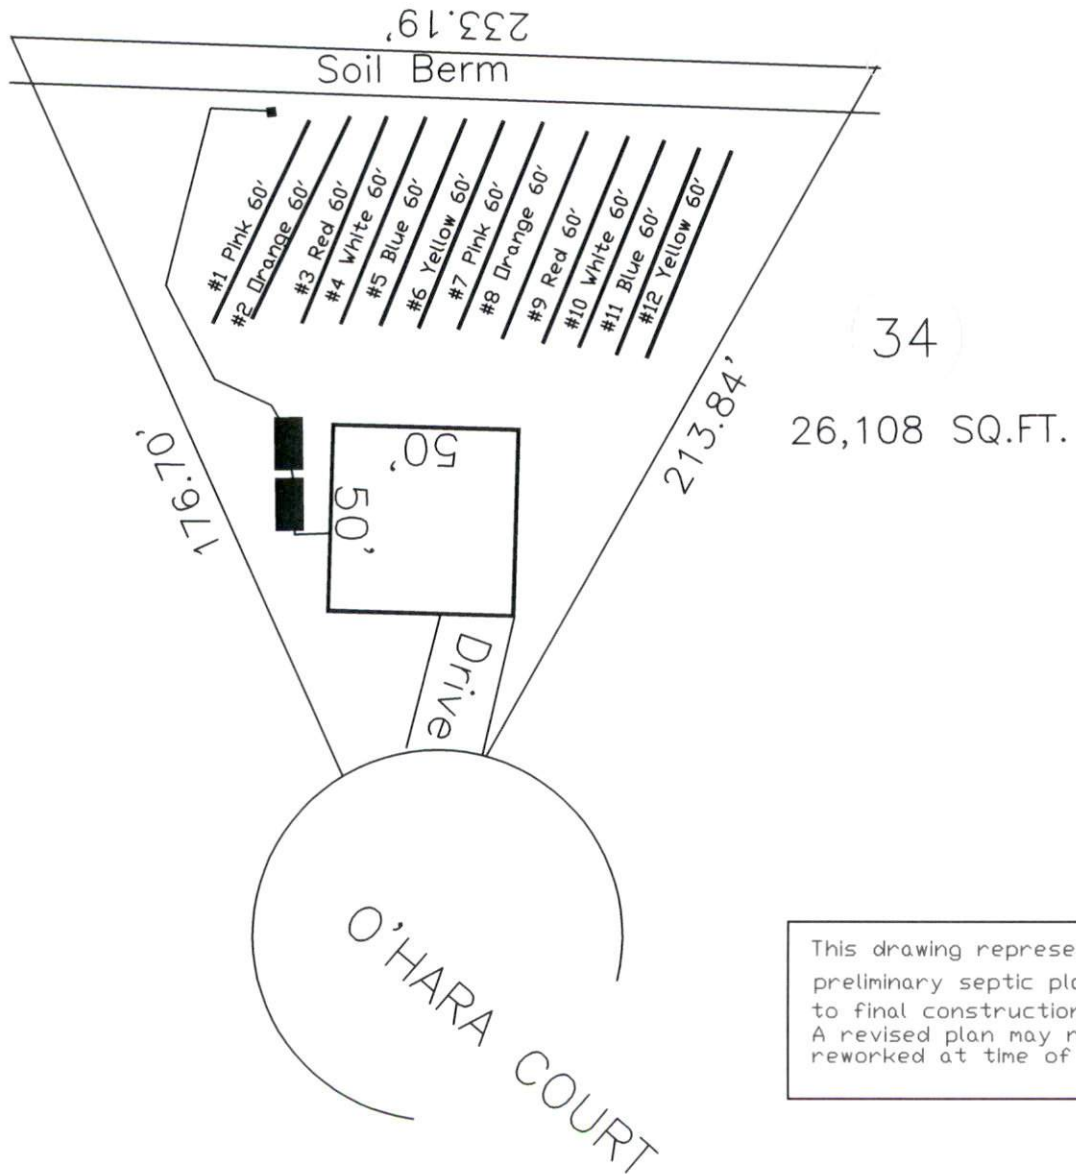 233.19'
Soil Berm
#1 Pink 60'
#2 Orange 60'
#3 Red 60'
#4 White 60'
#5 Blue 60'
#6 Yellow 60'
#7 Pink 60'
#8 Orange 60'
#9 Red 60'
#10 White 60'
#11 Blue 60'
#12 Yellow 60'
34
26,108 SQ.FT.
176.70'
213.84'
50'
50'
Drive
O'HARA COURT
This drawing represe
preliminary septic pla
to final construction
A revised plan may r
reworked at time of